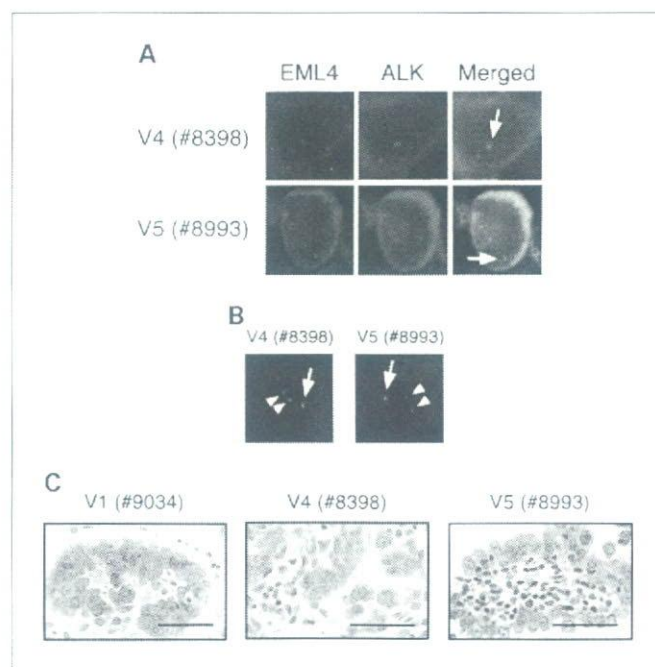 A
EML4 ALK Merged
V4 (#8398)
V5 (#8993)
B
V4 (#8398) V5 (#8993)
C
V1 (#9034) V4 (#8398) V5 (#8993)